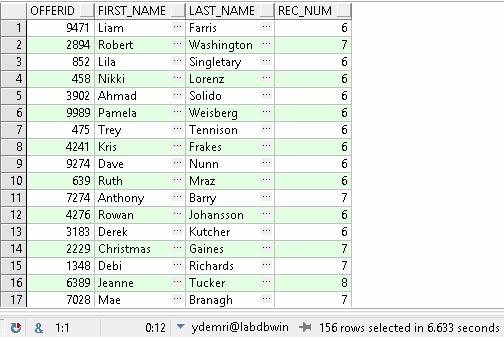 OFFERID FIRST_NAME LAST_NAME REC_NUM
1 9471 Liam Farris 6
2 2894 Robert Washington 7
3 852 Lila Singletary 6
4 458 Nikki Lorenz 6
5 3902 Ahmad Solido 6
6 9989 Pamela Weisberg 6
7 475 Trey Tennison 6
8 4241 Kris Frakes 6
9 9274 Dave Nunn 6
10 639 Ruth Mraz 6
11 7274 Anthony Barry 7
12 4276 Rowan Johansson 6
13 3183 Derek Kutcher 6
14 2229 Christmas Gaines 7
15 1348 Debi Richards 7
16 6389 Jeanne Tucker 8
17 7028 Mae Branagh 7
& 1:1 0:12 ydemri@labdbwin 156 rows selected in 6.633 seconds